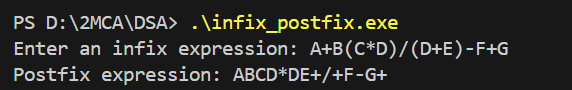 PS D:\2MCA\DSA> .\infix_postfix.exe
Enter an infix expression: A+B(C*D)/(D+E)-F+G
Postfix expression: ABCD*DE+/+F-G+